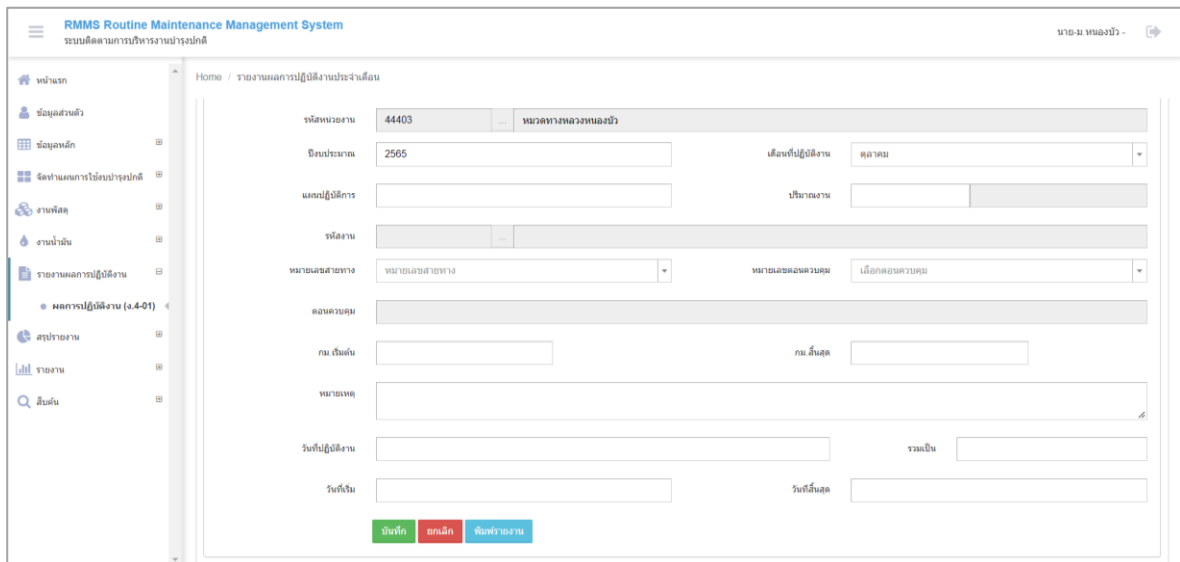 RMMS Routine Maintenance Management System
ระบบติดตามการบริหารงานบำรุงปกติ
นาย-ม.หนองบัว -
หน้าแรก
ข้อมูลส่วนตัว
ข้อมูลหลัก
จัดทำแผนการใช้งบบำรุงปกติ
งานพัสดุ
งานน้ำมัน
รายงานผลการปฏิบัติงาน
ผลการปฏิบัติงาน (ง.4-01)
สรุปรายงาน
รายงาน
สืบค้น
Home / รายงานผลการปฏิบัติงานประจำเดือน
รหัสหน่วยงาน 44403 ... หมวดทางหลวงหนองบัว
ปีงบประมาณ 2565 เดือนที่ปฏิบัติงาน ตุลาคม
แผนปฏิบัติการ ปริมาณงาน
รหัสงาน ...
หมายเลขสายทาง หมายเลขสายทาง หมายเลขตอนควบคุม เลือกตอนควบคุม
ตอนควบคุม
กม.เริ่มต้น กม.สิ้นสุด
หมายเหตุ
วันที่ปฏิบัติงาน รวมเป็น
วันที่เริ่ม วันที่สิ้นสุด
บันทึก ยกเลิก พิมพ์รายงาน